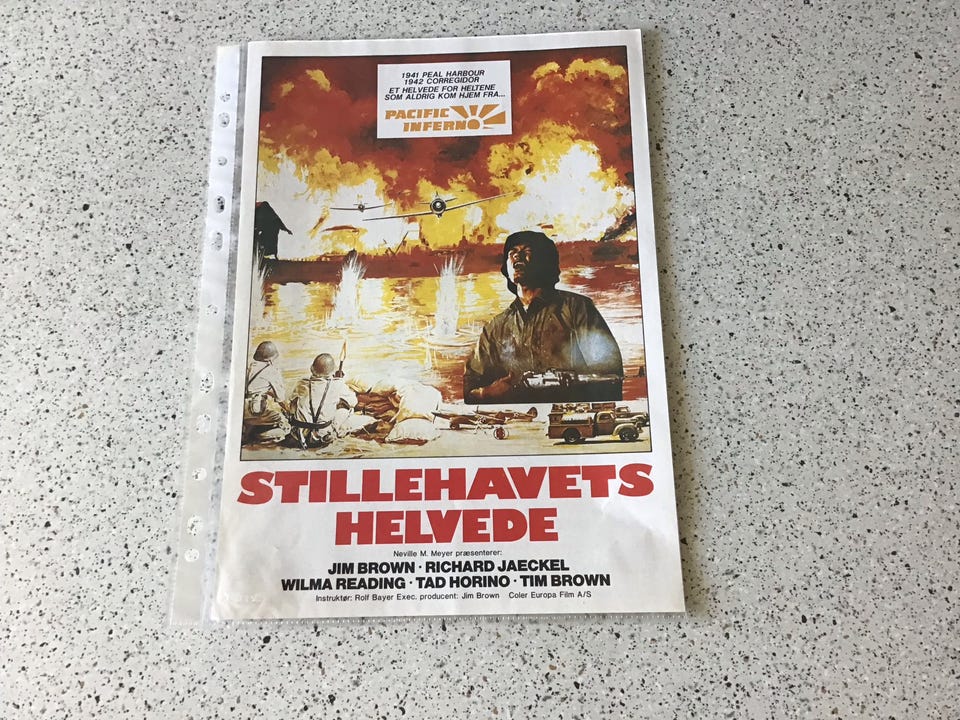 1941 PEAL HARBOUR
1942 CORREGIDOR
ET HELVEDE FOR HELTENE
SOM ALDRIG KOM HJEM FRA...
PACIFIC
INFERNO
STILLEHAVETS
HELVEDE
Neville M. Meyer præsenterer:
JIM BROWN · RICHARD JAECKEL
WILMA READING · TAD HORINO · TIM BROWN
Instruktør: Rolf Bayer Exec. producent: Jim Brown Coler Europa Film A/S